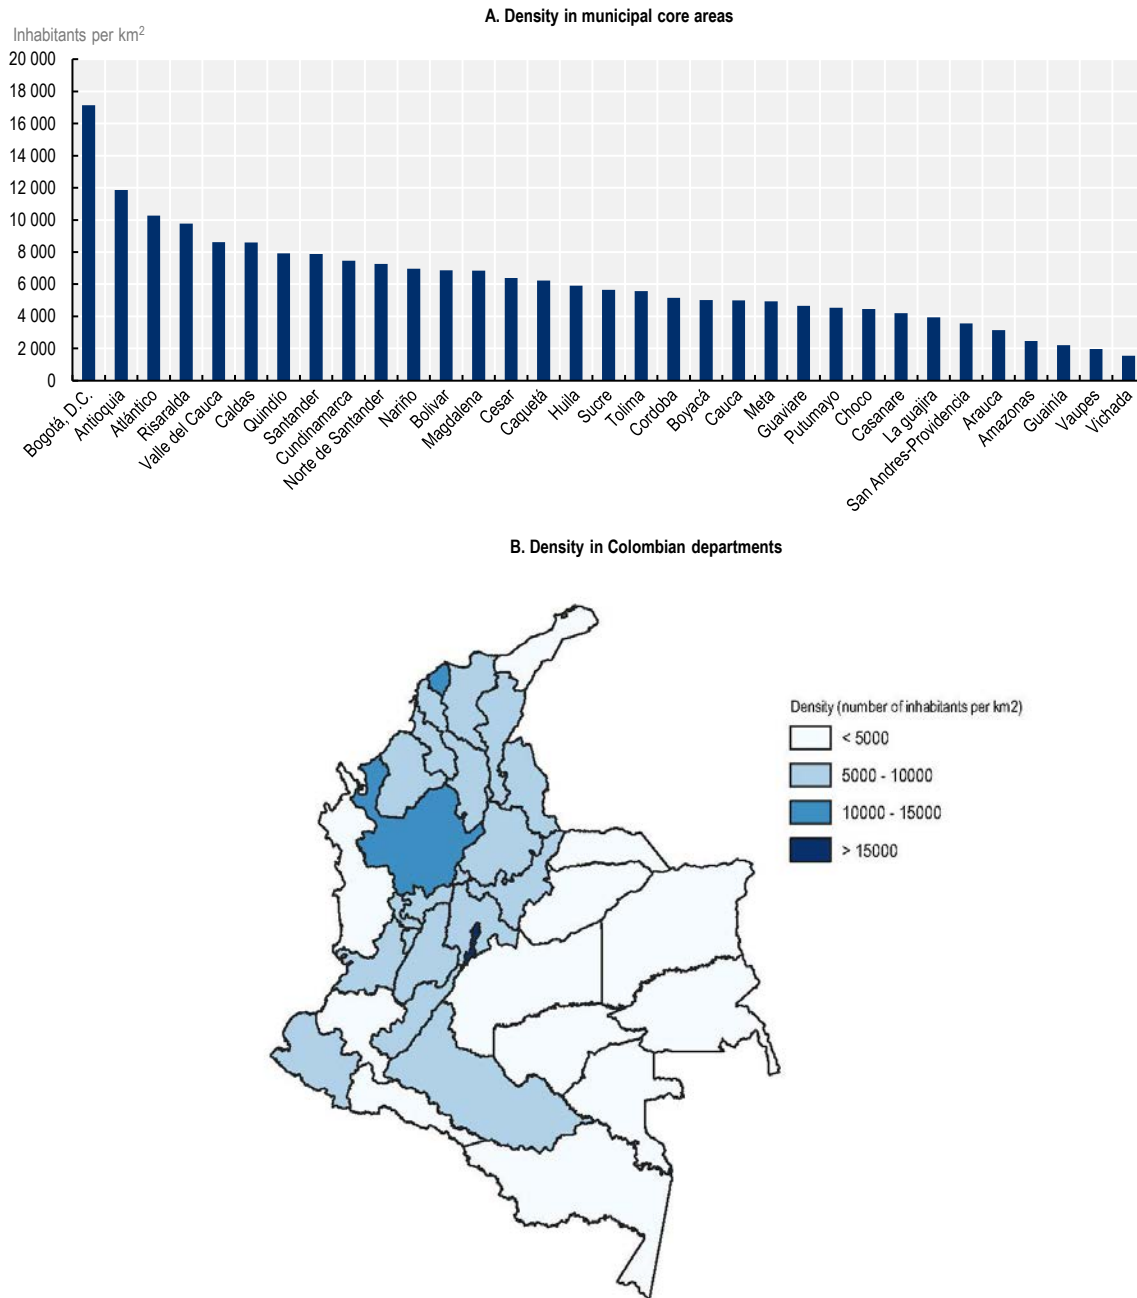 A. Density in municipal core areas
Inhabitants per km2
20 000
18 000
16 000
14 000
12 000
10 000
8 000
6 000
4 000
2 000
0
Bogotá, D.C.
Antioquia
Atlántico
Risaralda
Valle del Cauca
Caldas
Quindío
Santander
Cundinamarca
Norte de Santander
Nariño
Bolívar
Magdalena
Cesar
Caquetá
Huila
Sucre
Tolima
Cordoba
Boyacá
Cauca
Meta
Guaviare
Putumayo
Choco
Casanare
La guajira
San Andres-Providencia
Arauca
Amazonas
Guainia
Vaupes
Vichada
B. Density in Colombian departments
Density (number of inhabitants per km2)
< 5000
5000 - 10000
10000 - 15000
> 15000